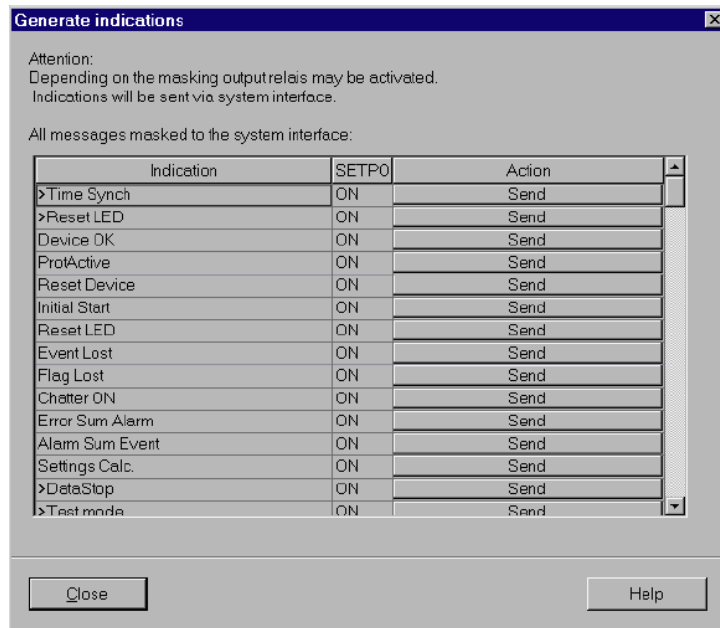 Generate indications
Attention:
Depending on the masking output relais may be activated.
Indications will be sent via system interface.
All messages masked to the system interface:
Indication SETPO Action
>Time Synch ON Send
>Reset LED ON Send
Device OK ON Send
ProtActive ON Send
Reset Device ON Send
Initial Start ON Send
Reset LED ON Send
Event Lost ON Send
Flag Lost ON Send
Chatter ON ON Send
Error Sum Alarm ON Send
Alarm Sum Event ON Send
Settings Calc. ON Send
>DataStop ON Send
>Test mode ON Send
Close Help